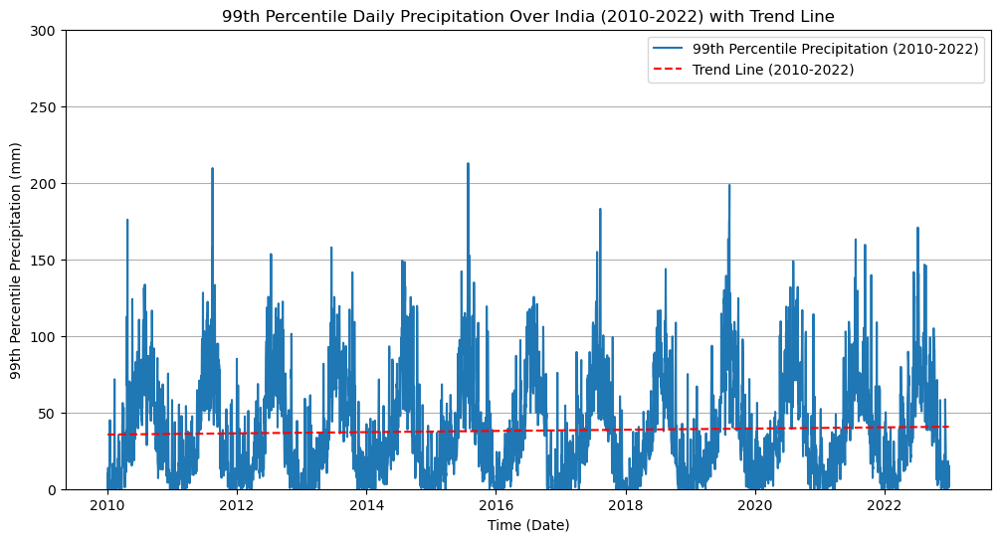 99th Percentile Daily Precipitation Over India (2010-2022) with Trend Line
99th Percentile Precipitation (2010-2022)
Trend Line (2010-2022)
99th Percentile Precipitation (mm)
300
250
200
150
100
50
0
2010 2012 2014 2016 2018 2020 2022
Time (Date)